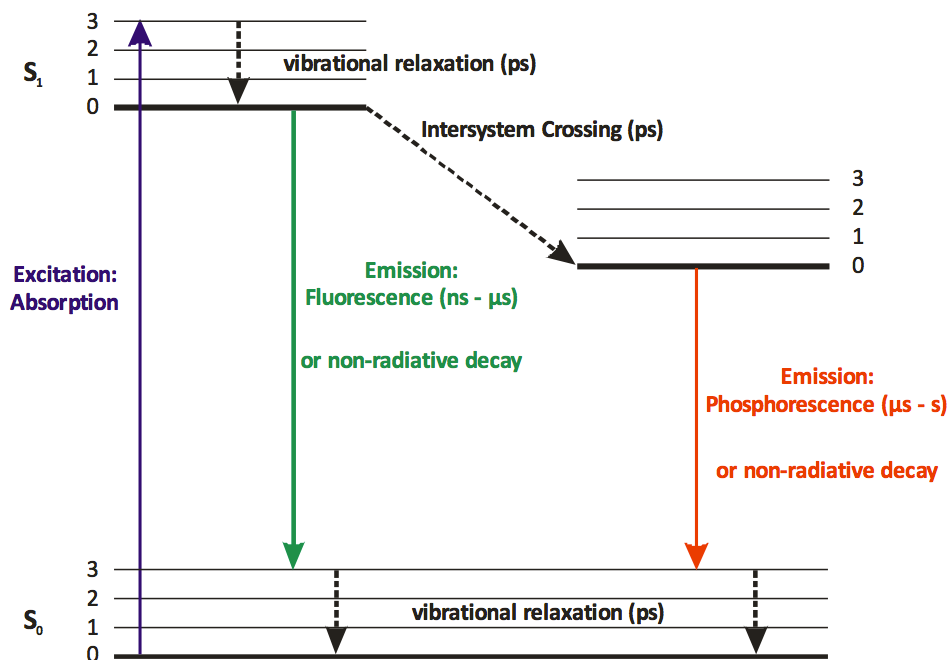 3
2
vibrational relaxation (ps)
S1
1
0
Intersystem Crossing (ps)
3
2
1
0
Excitation:
Absorption
Emission:
Fluorescence (ns - µs)
or non-radiative decay
Emission:
Phosphorescence (µs - s)
or non-radiative decay
3
2
vibrational relaxation (ps)
S0
1
0